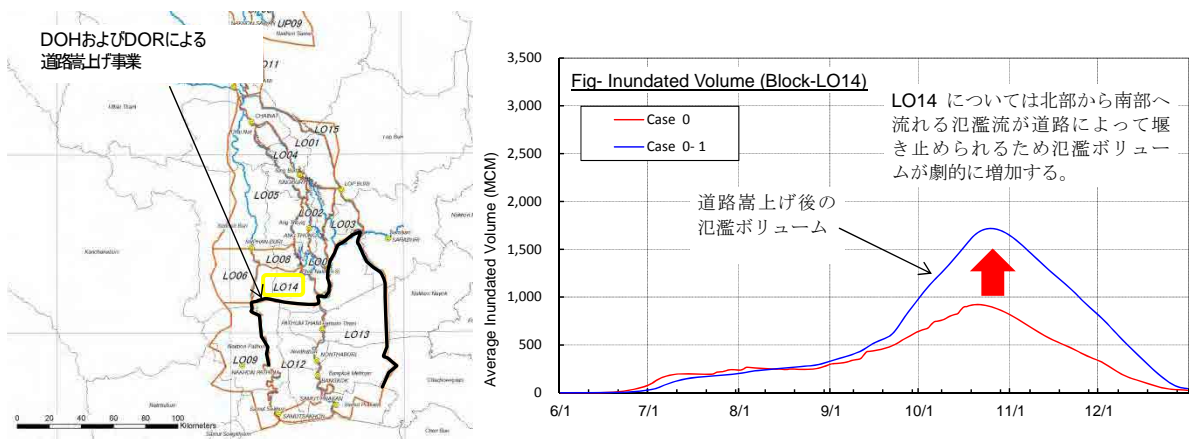 DOHおよびDORによる
道路嵩上げ事業
UP09
CHAINAT
LO15
LO01
LO04
LOP BURI
LO05
LO02
LO03
SARABURI
LO08
LO06
LO14
LO13
NONTHABURI
LO09
LO12
BANGKOK
0 20 40 60 80 100
Kilometers
Average Inundated Volume (MCM)
3,500
3,000
2,500
2,000
1,500
1,000
500
0
6/1 7/1 8/1 9/1 10/1 11/1 12/1
Fig- Inundated Volume (Block-LO14)
Case 0
Case 0-1
LO14 については北部から南部へ
流れる氾濫流が道路によって堰
き止められるため氾濫ボリュー
ムが劇的に増加する。
道路嵩上げ後の
氾濫ボリューム